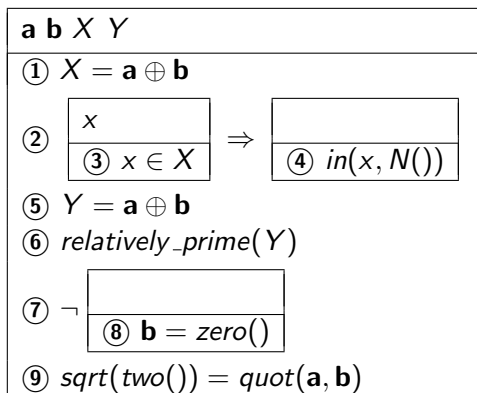 a b X Y
① X = a ⊕ b
② x ③ x ∈ X ⇒ ④ in(x, N())
⑤ Y = a ⊕ b
⑥ relatively_prime(Y)
⑦ ¬ ⑧ b = zero()
⑨ sqrt(two()) = quot(a, b)